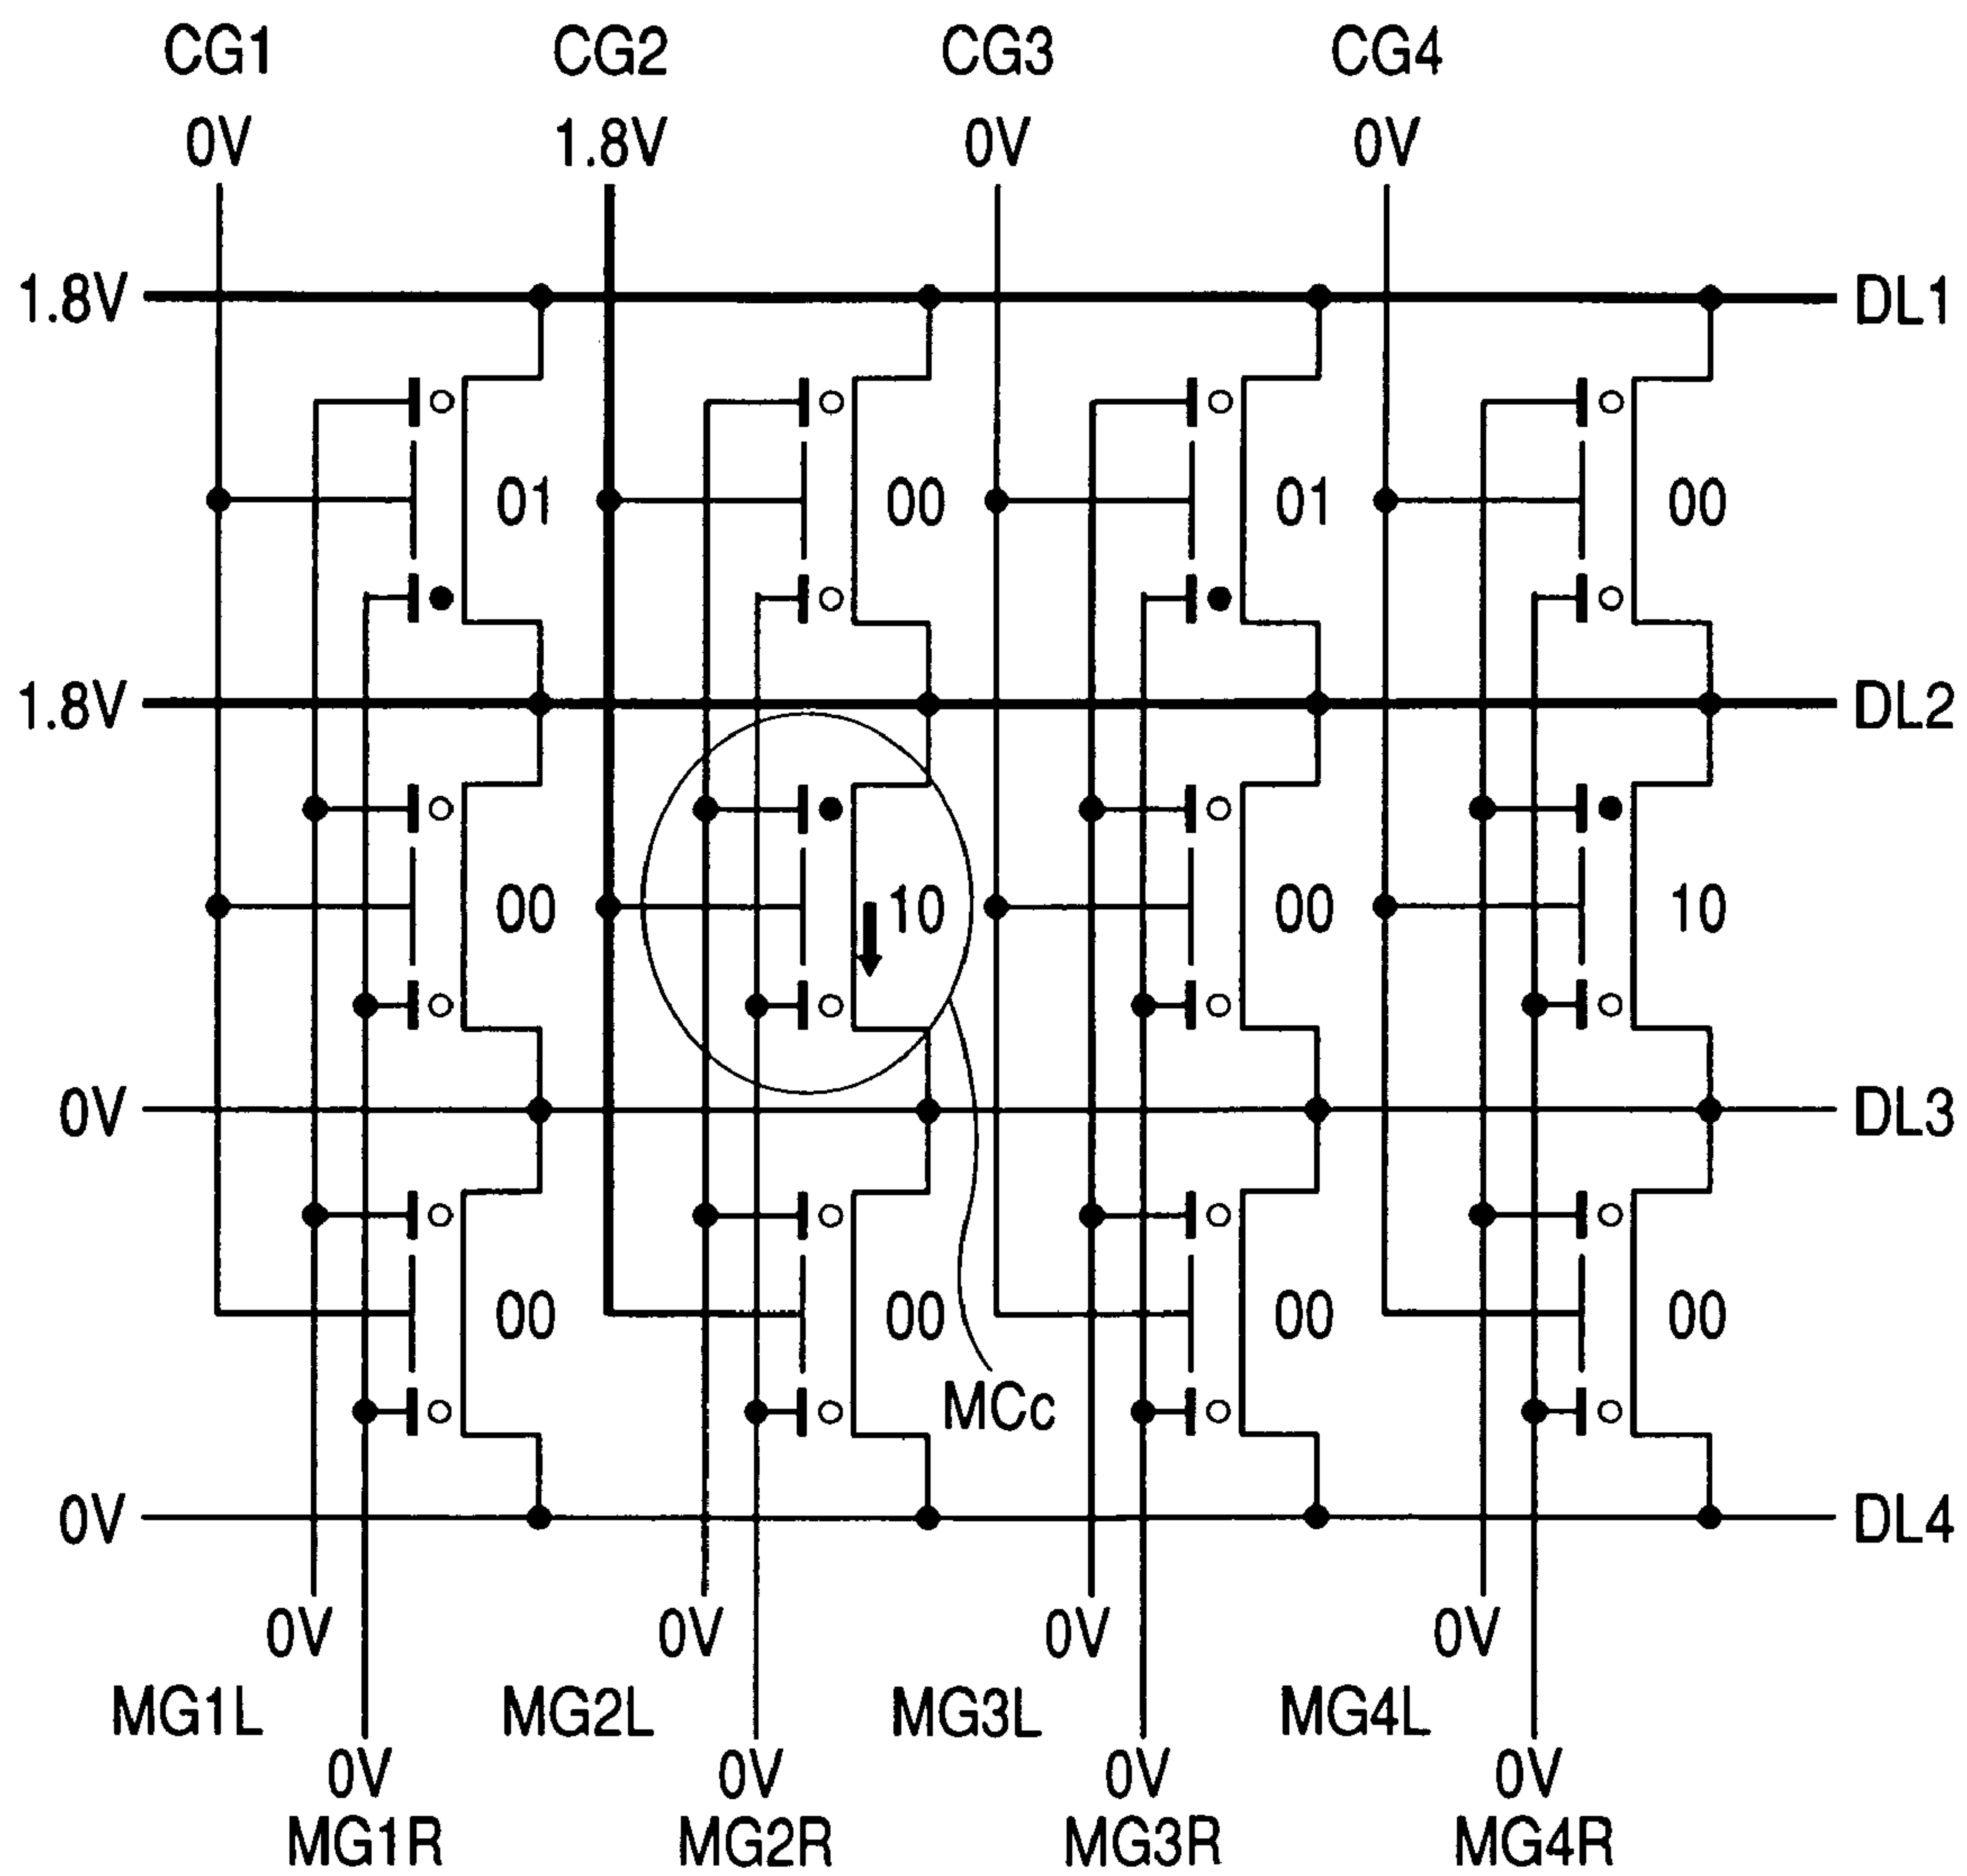 CG1 CG2 CG3 CG4
0V 1.8V 0V 0V
1.8V DL1
01 00 01 00
1.8V DL2
00 10 00 10
0V DL3
00 00 00 00
MCc
0V DL4
0V 0V 0V 0V
MG1L MG2L MG3L MG4L
0V 0V 0V 0V
MG1R MG2R MG3R MG4R